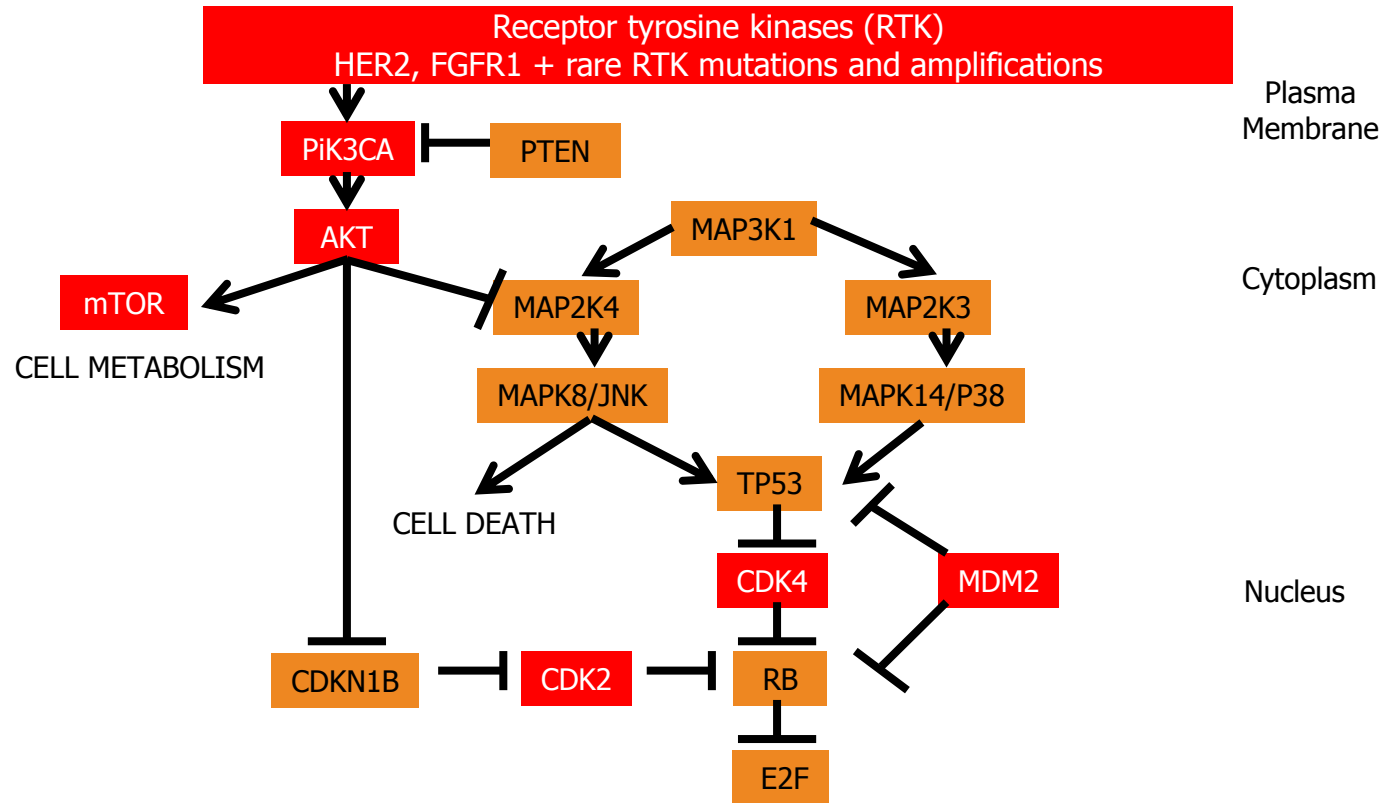 Receptor tyrosine kinases (RTK)
HER2, FGFR1 + rare RTK mutations and amplifications
Plasma
Membrane
PiK3CA
PTEN
AKT
MAP3K1
mTOR
MAP2K4
MAP2K3
Cytoplasm
CELL METABOLISM
MAPK8/JNK
MAPK14/P38
TP53
CELL DEATH
CDK4
MDM2
Nucleus
CDKN1B
CDK2
RB
E2F